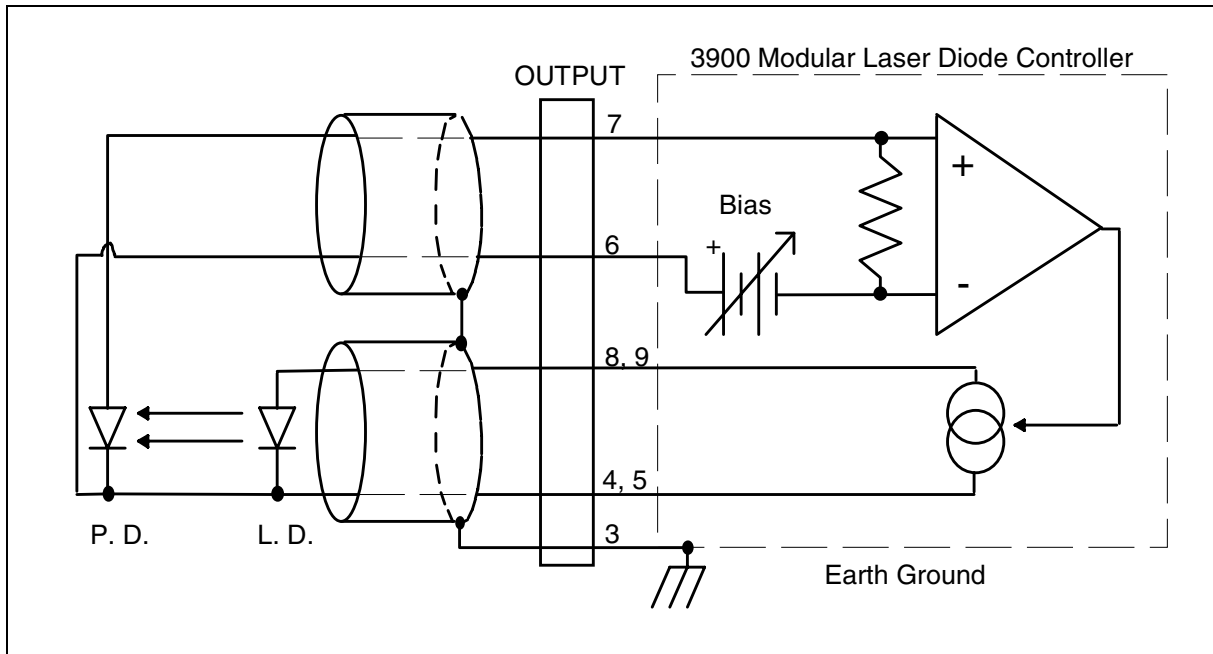 3900 Modular Laser Diode Controller
OUTPUT
7
+
Bias
+
6
-
8, 9
4, 5
P. D.
L. D.
3
Earth Ground